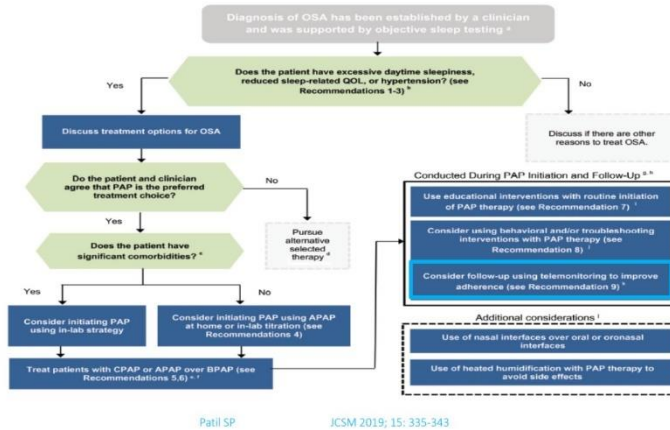 Diagnosis of OSA has been established by a clinician
and was supported by objective sleep testing a
Does the patient have excessive daytime sleepiness,
reduced sleep-related QOL, or hypertension? (see
Recommendations 1-3) b
Yes
No
Discuss treatment options for OSA
Discuss if there are other
reasons to treat OSA.
Do the patient and clinician
agree that PAP is the preferred
treatment choice?
No
Yes
Pursue
alternative
selected
therapy d
Does the patient have
significant comorbidities?
Yes
No
Consider initiating PAP
using in-lab strategy
Consider initiating PAP using APAP
at home or in-lab titration (see
Recommendations 4)
Treat patients with CPAP or APAP over BPAP (see
Recommendations 5,6)
Conducted During PAP Initiation and Follow-Up g, h
Use educational interventions with routine initiation
of PAP therapy (see Recommendation 7)
Consider using behavioral and/or troubleshooting
interventions with PAP therapy (see
Recommendation 8)
Consider follow-up using telemonitoring to improve
adherence (see Recommendation 9)
Additional considerations
Use of nasal interfaces over oral or oronasal
interfaces
Use of heated humidification with PAP therapy to
avoid side effects
Patil SP JCSM 2019; 15: 335-343